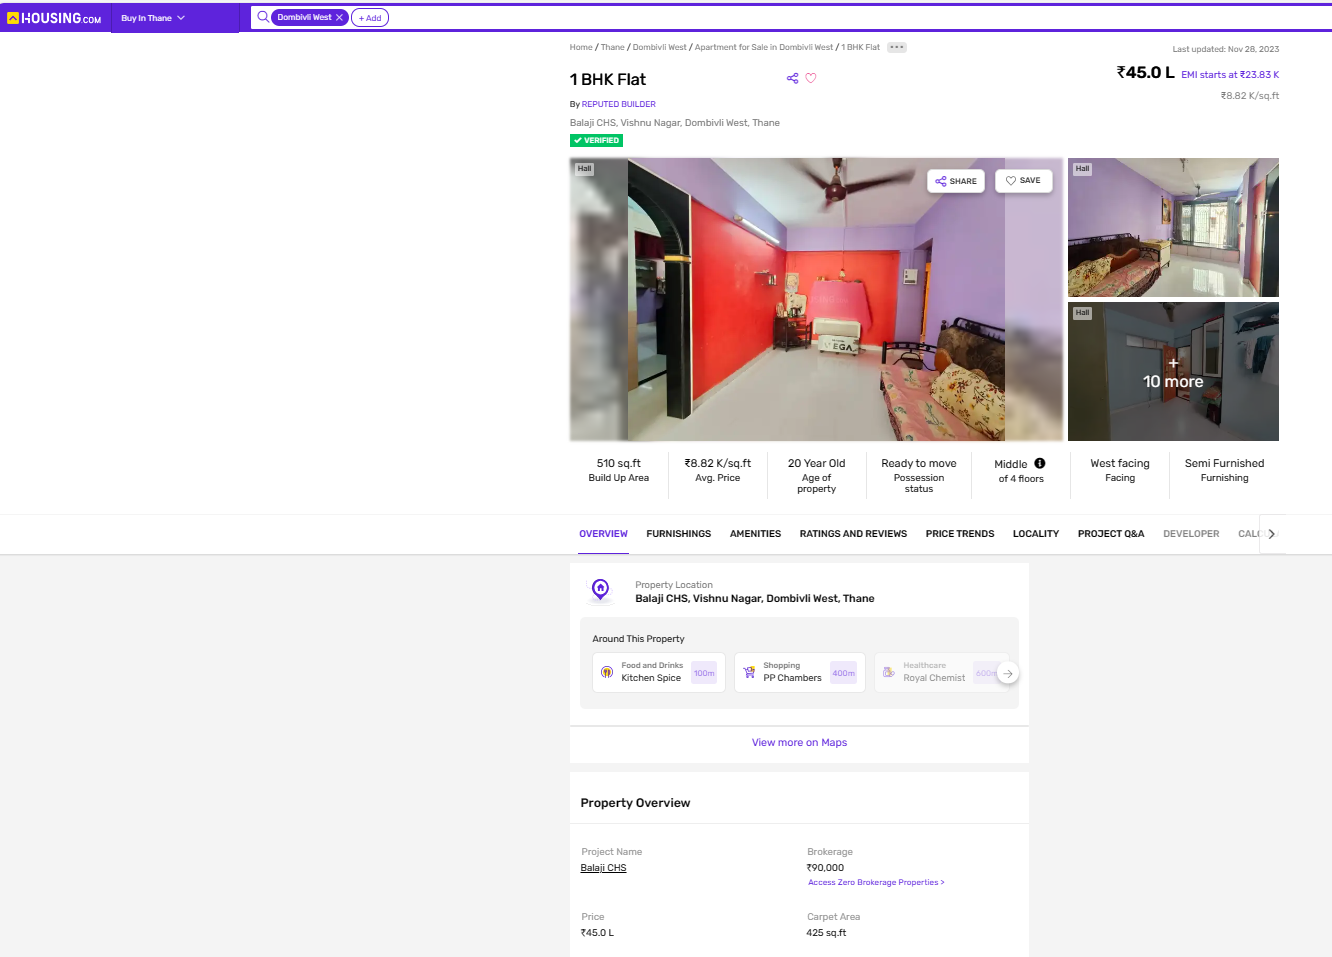 HOUSING.COM
Buy In Thane
Dombivli West
+ Add
Home / Thane / Dombivli West / Apartment for Sale in Dombivli West / 1 BHK Flat
Last updated: Nov 28, 2023
1 BHK Flat
₹45.0 L EMI starts at ₹23.83 K
₹8.82 K/sq.ft
By REPUTED BUILDER
Balaji CHS, Vishnu Nagar, Dombivli West, Thane
VERIFIED
Hall
SHARE
SAVE
VEGA
Hall
Hall
+
10 more
510 sq.ft
Build Up Area
₹8.82 K/sq.ft
Avg. Price
20 Year Old
Age of
property
Ready to move
Possession
status
Middle
of 4 floors
West facing
Facing
Semi Furnished
Furnishing
OVERVIEW
FURNISHINGS
AMENITIES
RATINGS AND REVIEWS
PRICE TRENDS
LOCALITY
PROJECT Q&A
DEVELOPER
Property Location
Balaji CHS, Vishnu Nagar, Dombivli West, Thane
Around This Property
Food and Drinks
Kitchen Spice
100m
Shopping
PP Chambers
400m
Healthcare
Royal Chemist
600m
View more on Maps
Property Overview
Project Name
Balaji CHS
Brokerage
₹90,000
Access Zero Brokerage Properties >
Price
₹45.0 L
Carpet Area
425 sq.ft